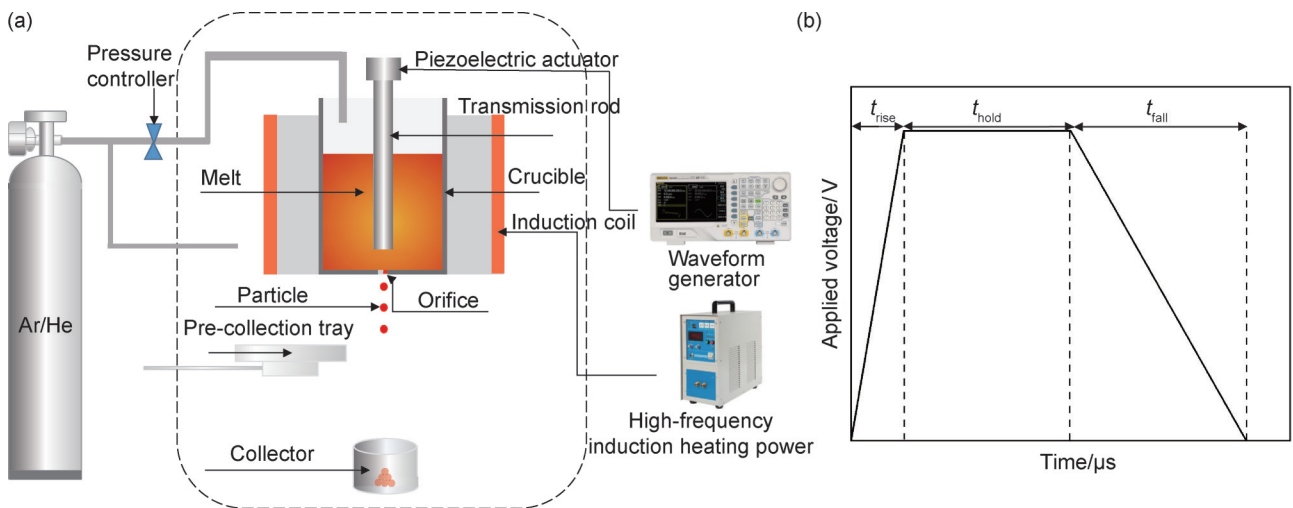 (a)
Pressure
controller
Piezoelectric actuator
Transmission rod
Melt
Crucible
Induction coil
Waveform
generator
Particle
Orifice
Ar/He
Pre-collection tray
High-frequency
induction heating power
Collector
(b)
t_rise
t_hold
t_fall
Applied voltage/V
Time/μs